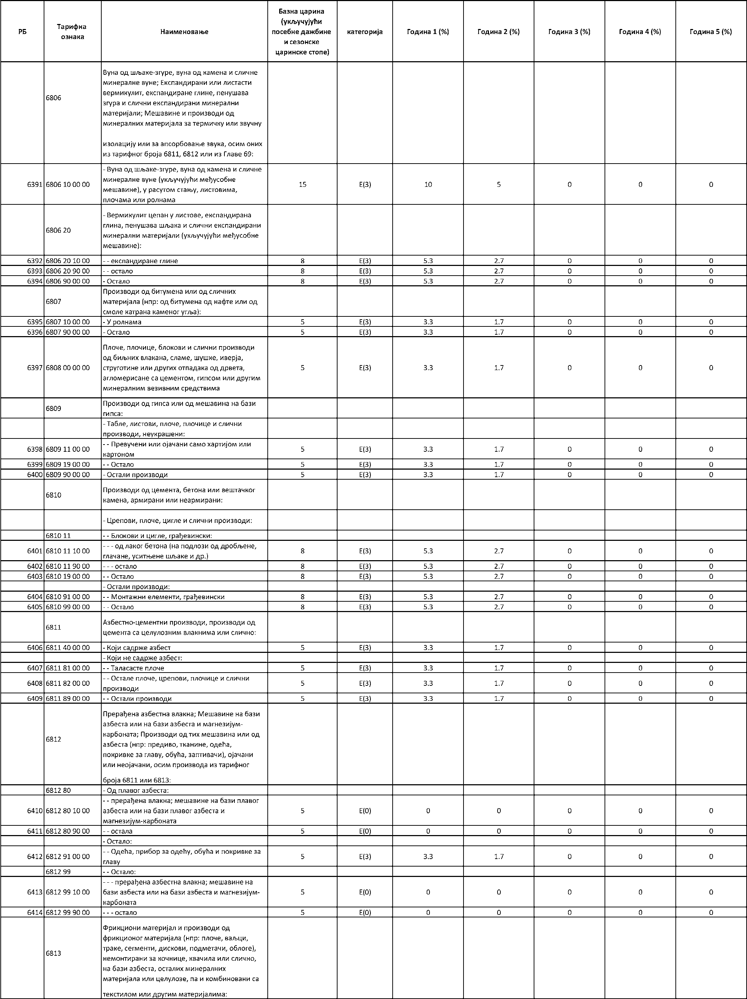 РБ
Тарифна
ознака
Наименовање
Базна царина
(укључујући
посебне дажбине
и сезонске
царинске стопе)
категорија
Година 1 (%)
Година 2 (%)
Година 3 (%)
Година 4 (%)
Година 5 (%)
6806
Вуна од шљаке-згуре, вуна од камена и сличне
минералне вуне; Експандирани или листасти
вермикулит, експандиране глине, пенушава
згура и слични експандирани минерални
материјали; Мешавине и производи од
минералних материјала за термичку или звучну
изолацију или за апсорбовање звука, осим оних
из тарифног броја 6811, 6812 или из Главе 69:
6391 6806 10 00 00
- Вуна од шљаке-згуре, вуна од камена и сличне
минералне вуне (укључујући међусобне
мешавине), у расутом стању, листовима,
плочама или ролнама
15 E(3) 10 5 0 0 0
6806 20
- Вермикулит цепан у листове, експандирана
глина, пенушава шљака и слични експандирани
минерални материјали (укључујући међусобне
мешавине):
6392 6806 20 10 00 - - експандиране глине 8 E(3) 5.3 2.7 0 0 0
6393 6806 20 90 00 - - остало 8 E(3) 5.3 2.7 0 0 0
6394 6806 90 00 00 - Остало 8 E(3) 5.3 2.7 0 0 0
6807
Производи од битумена или од сличних
материјала (нпр: од битумена од нафте или од
смоле катрана каменог угља):
6395 6807 10 00 00 - У ролнама 5 E(3) 3.3 1.7 0 0 0
6396 6807 90 00 00 - Остало 5 E(3) 3.3 1.7 0 0 0
6397 6808 00 00 00
Плоче, плочице, блокови и слични производи
од биљних влакана, сламе, шушке, иверја,
струготине или других отпадака од дрвета,
агломерисане са цементом, гипсом или другим
минералним везивним средствима
5 E(3) 3.3 1.7 0 0 0
6809
Производи од гипса или од мешавина на бази
гипса:
- Табле, листови, плоче, плочице и слични
производи, неукрашени:
6398 6809 11 00 00
- - Превучени или ојачани само хартијом или
картоном
5 E(3) 3.3 1.7 0 0 0
6399 6809 19 00 00 - - Остало 5 E(3) 3.3 1.7 0 0 0
6400 6809 90 00 00 - Остали производи 5 E(3) 3.3 1.7 0 0 0
6810
Производи од цемента, бетона или вештачког
камена, армирани или неармирани:
- Црепови, плоче, цигле и слични производи:
6810 11 - - Блокови и цигле, грађевински:
6401 6810 11 10 00
- - - од лаког бетона (на подлози од дробљене,
глачане, уситњене шљаке и др.)
8 E(3) 5.3 2.7 0 0 0
6402 6810 11 90 00 - - - остало 8 E(3) 5.3 2.7 0 0 0
6403 6810 19 00 00 - - Остало 8 E(3) 5.3 2.7 0 0 0
- Остали производи:
6404 6810 91 00 00 - - Монтажни елементи, грађевински 8 E(3) 5.3 2.7 0 0 0
6405 6810 99 00 00 - - Остало 8 E(3) 5.3 2.7 0 0 0
6811
Азбестно-цементни производи, производи од
цемента са целулозним влакнима или слично:
6406 6811 40 00 00 - Који садрже азбест 5 E(3) 3.3 1.7 0 0 0
- Који не садрже азбест:
6407 6811 81 00 00 - - Таласасте плоче 5 E(3) 3.3 1.7 0 0 0
6408 6811 82 00 00
- - Остале плоче, црепови, плочице и слични
производи
5 E(3) 3.3 1.7 0 0 0
6409 6811 89 00 00 - - Остали производи 5 E(3) 3.3 1.7 0 0 0
6812
Прерађена азбестна влакна; Мешавине на бази
азбеста или на бази азбеста и магнезијум-
карбоната; Производи од тих мешавина или од
азбеста (нпр: предиво, тканине, одећа,
покривке за главу, обућа, заптивачи), ојачани
или неојачани, осим производа из тарифног
броја 6811 или 6813:
6812 80 - Од плавог азбеста:
6410 6812 80 10 00
- - прерађена влакна; мешавине на бази плавог
азбеста или на бази плавог азбеста и
магнезијум-карбоната
5 E(0) 0 0 0 0 0
6411 6812 80 90 00 - - остала 5 E(0) 0 0 0 0 0
- Остало:
6412 6812 91 00 00
- - Одећа, прибор за одећу, обућа и покривке за
главу
5 E(3) 3.3 1.7 0 0 0
6812 99 - - Остало:
6413 6812 99 10 00
- - - прерађена азбестна влакна; мешавине на
бази азбеста или на бази азбеста и магнезијум-
карбоната
5 E(0) 0 0 0 0 0
6414 6812 99 90 00 - - - остало 5 E(0) 0 0 0 0 0
6813
Фрикциони материјал и производи од
фрикционог материјала (нпр: плоче, ваљци,
траке, сегменти, дискови, подметачи, облоге),
немонтирани за кочнице, квачила или слично,
на бази азбеста, осталих минералних
материјала или целулозе, па и комбиновани са
текстилом или другим материјалима: